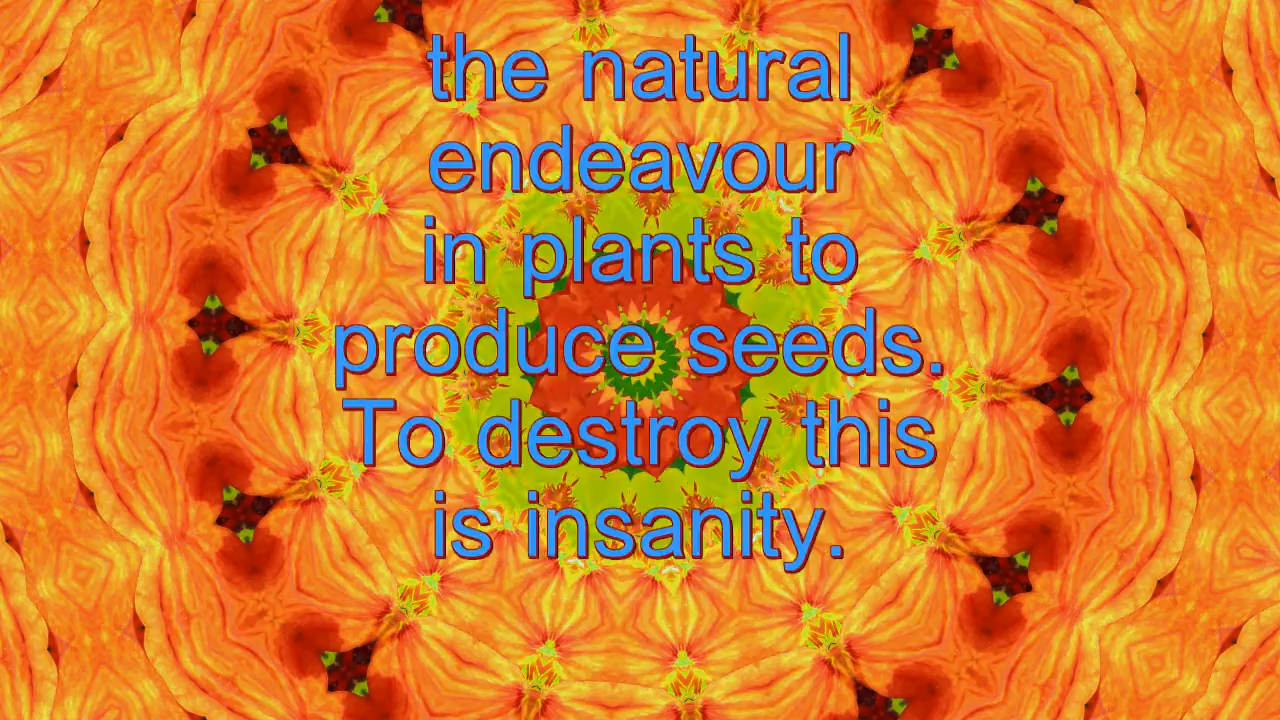 the natural
endeavour
in plants to
produce seeds.
To destroy this
is insanity.